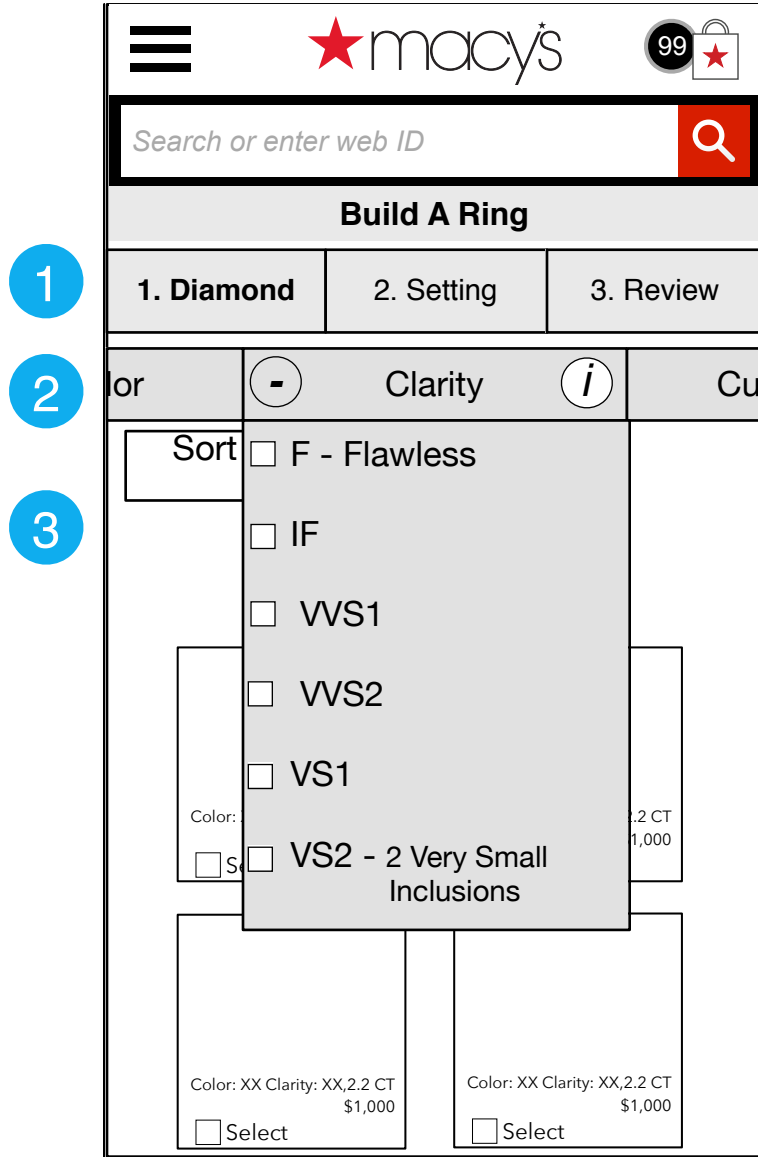 macy's
99
Search or enter web ID
Build A Ring
1
1. Diamond
2. Setting
3. Review
2
lor
-
Clarity
i
Cu
3
Sort
F - Flawless
IF
VVS1
VVS2
VS1
VS2 - 2 Very Small
Inclusions
Color:
.2 CT
1,000
Se
Color: XX Clarity: XX,2.2 CT
$1,000
Select
Color: XX Clarity: XX,2.2 CT
$1,000
Select